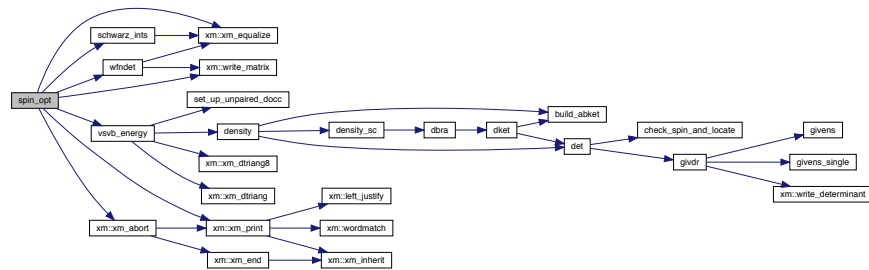 spin_opt
schwarz_ints
wfndet
xm::xm_equalize
xm::write_matrix
vsvb_energy
set_up_unpaired_docc
density
xm::xm_dtriang8
xm::xm_dtriang
density_sc
dbra
dket
build_abket
det
check_spin_and_locate
givdr
givens
givens_single
xm::write_determinant
xm::xm_abort
xm::xm_print
xm::xm_end
xm::left_justify
xm::wordmatch
xm::xm_inherit